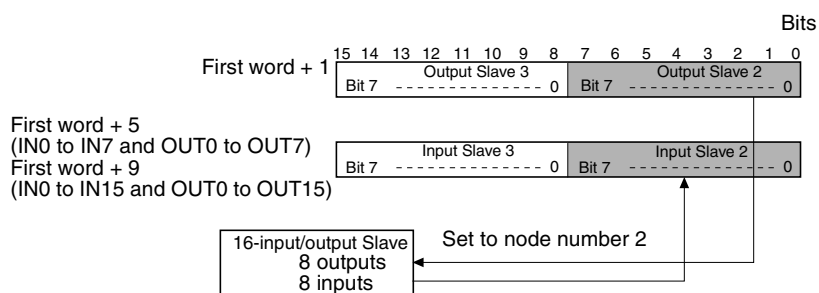 Bits
15 14 13 12 11 10 9 8 7 6 5 4 3 2 1 0
First word + 1
Output Slave 3
Output Slave 2
Bit 7 - - - - - - - - - - - - - - - 0
Bit 7 - - - - - - - - - - - - - - - 0
First word + 5
(IN0 to IN7 and OUT0 to OUT7)
First word + 9
(IN0 to IN15 and OUT0 to OUT15)
Input Slave 3
Input Slave 2
Bit 7 - - - - - - - - - - - - - - - 0
Bit 7 - - - - - - - - - - - - - - - 0
16-input/output Slave
8 outputs
8 inputs
Set to node number 2